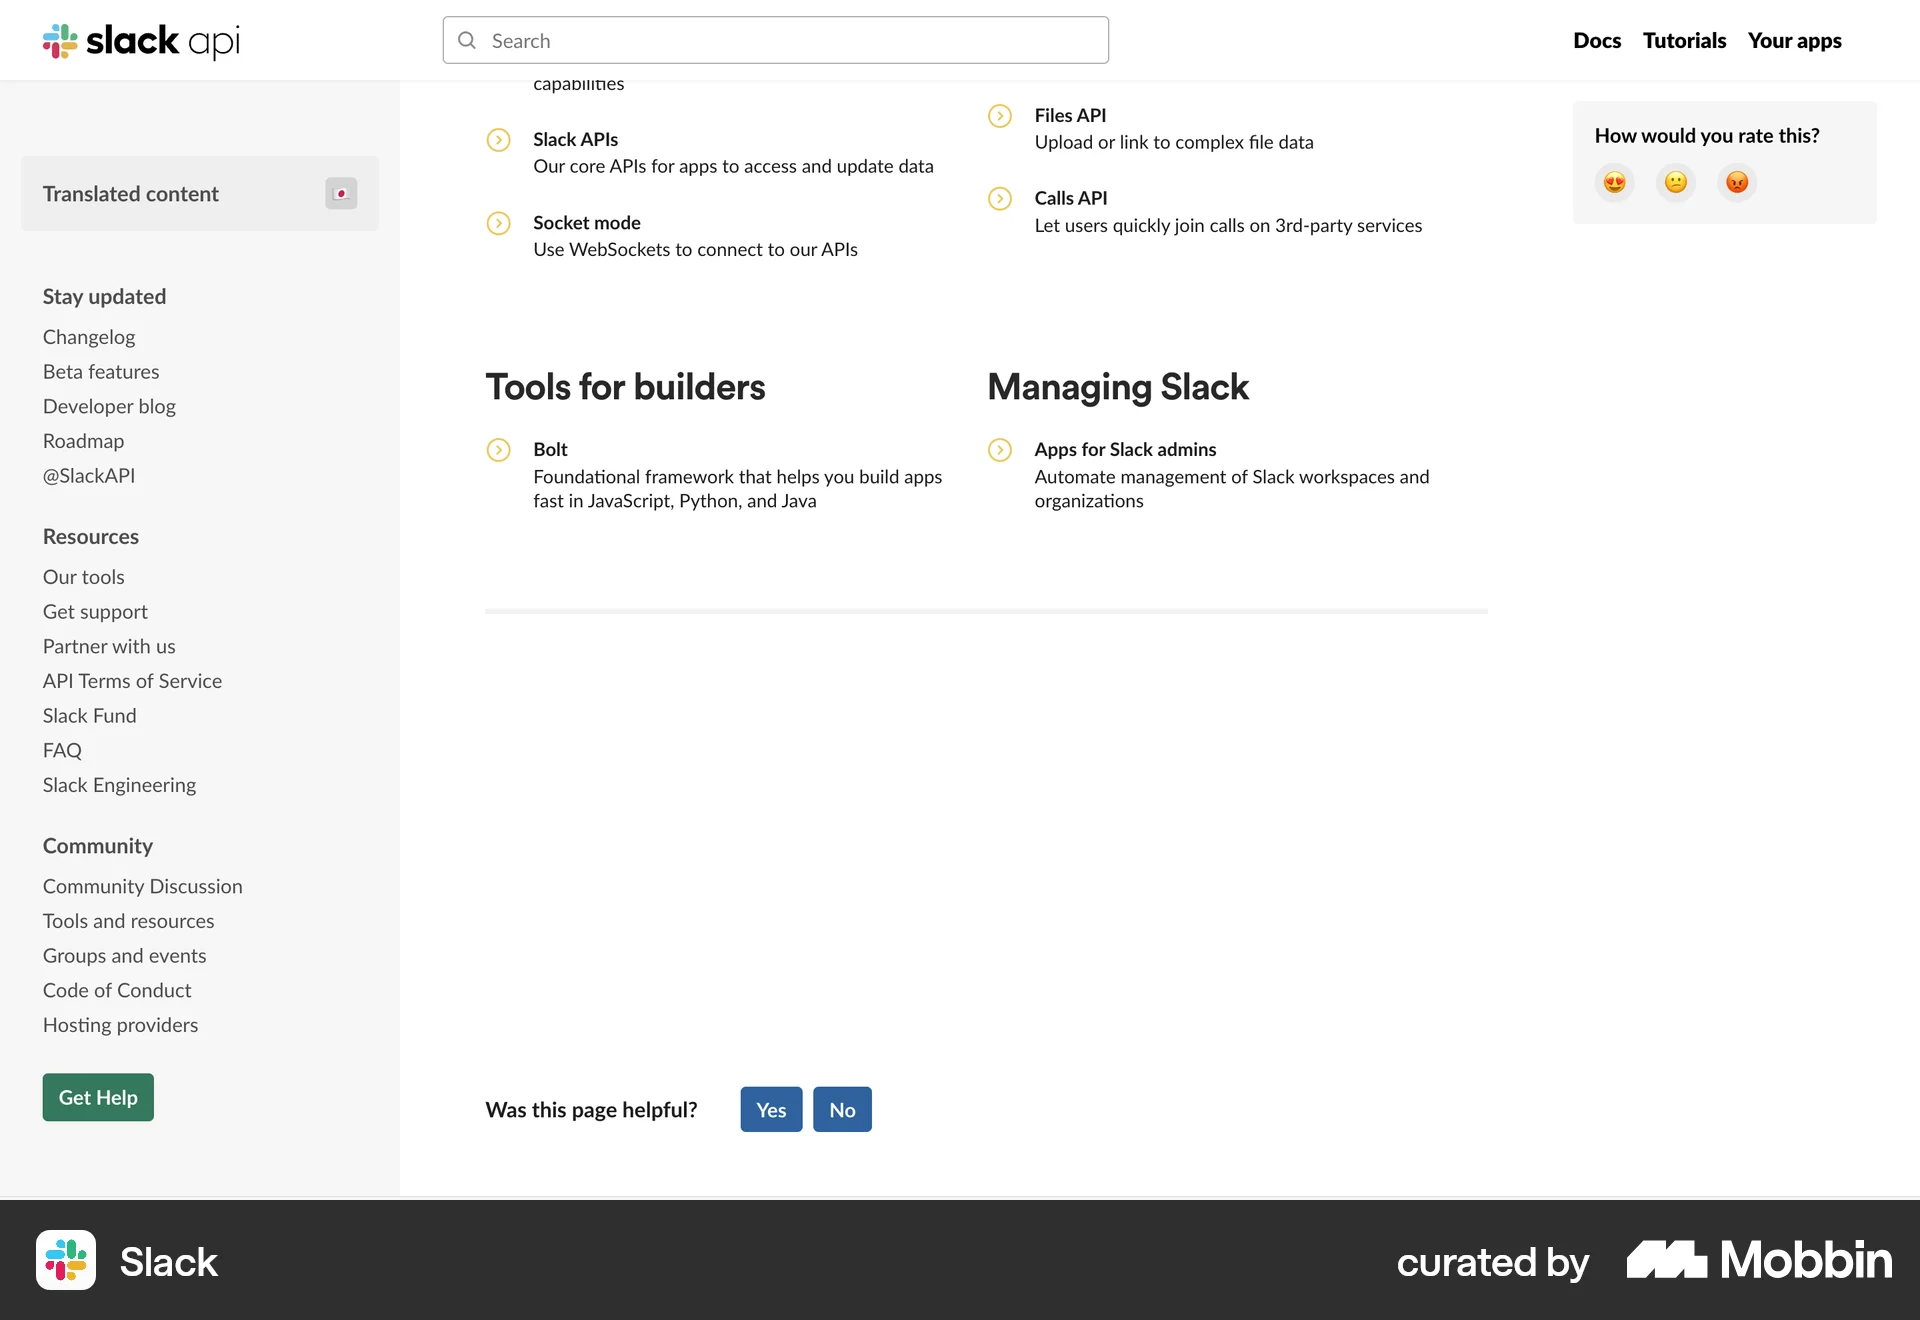 slack api
Search
Docs
Tutorials
Your apps
Translated content
Stay updated
Changelog
Beta features
Developer blog
Roadmap
@SlackAPI
Resources
Our tools
Get support
Partner with us
API Terms of Service
Slack Fund
FAQ
Slack Engineering
Community
Community Discussion
Tools and resources
Groups and events
Code of Conduct
Hosting providers
Get Help
capabilities
Slack APIs
Our core APIs for apps to access and update data
Socket mode
Use WebSockets to connect to our APIs
Files API
Upload or link to complex file data
Calls API
Let users quickly join calls on 3rd-party services
Tools for builders
Bolt
Foundational framework that helps you build apps
fast in JavaScript, Python, and Java
Managing Slack
Apps for Slack admins
Automate management of Slack workspaces and
organizations
Was this page helpful?
Yes
No
How would you rate this?
Slack
curated by
Mobbin